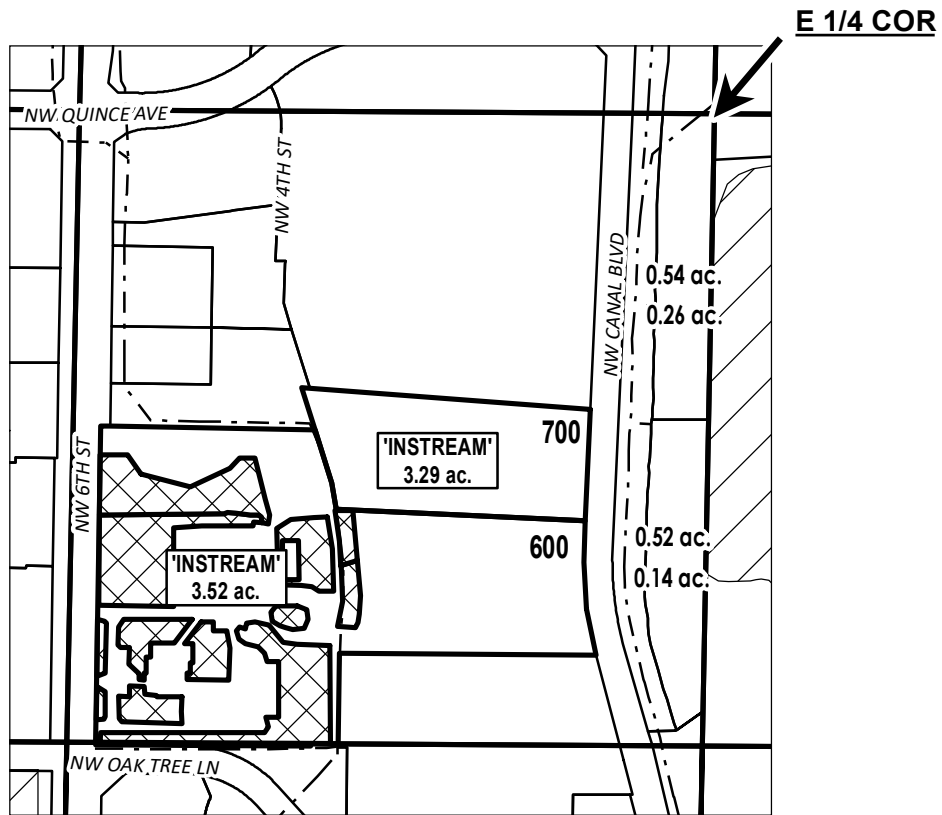 E 1/4 COR
NW QUINCE AVE
NW 4TH ST
NW CANAL BLVD
0.54 ac.
0.26 ac.
700
'INSTREAM'
3.29 ac.
NW 6TH ST
600
0.52 ac.
0.14 ac.
'INSTREAM'
3.52 ac.
NW OAK TREE LN